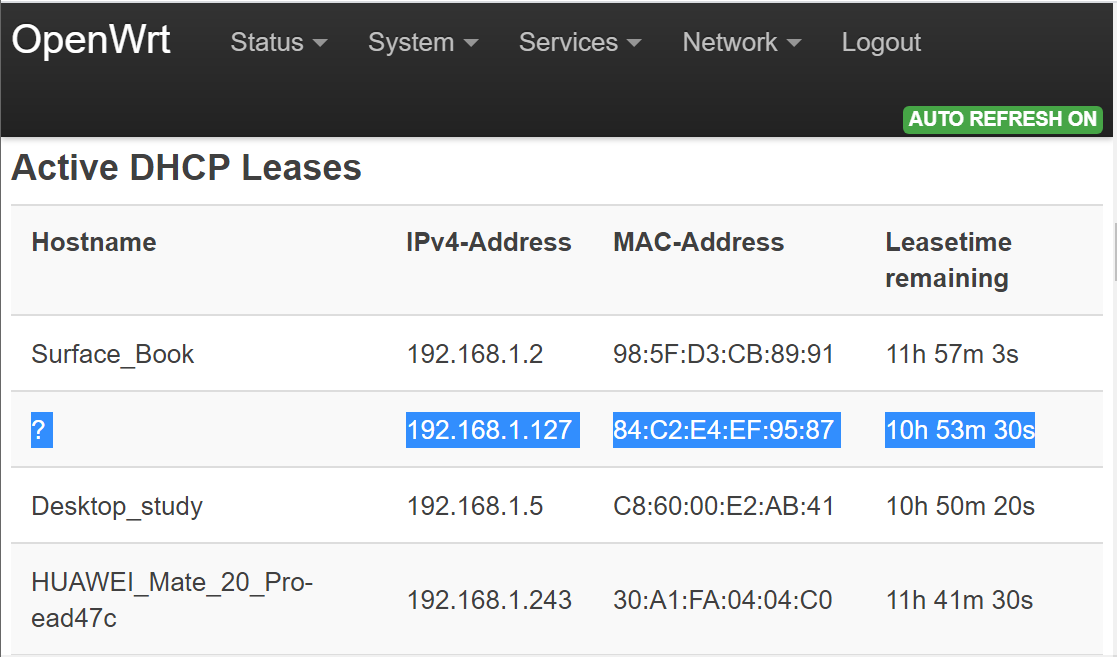 OpenWrt Status System Services Network Logout
AUTO REFRESH ON
Active DHCP Leases
Hostname IPv4-Address MAC-Address Leasetime
remaining
Surface_Book 192.168.1.2 98:5F:D3:CB:89:91 11h 57m 3s
? 192.168.1.127 84:C2:E4:EF:95:87 10h 53m 30s
Desktop_study 192.168.1.5 C8:60:00:E2:AB:41 10h 50m 20s
HUAWEI_Mate_20_Pro-
ead47c 192.168.1.243 30:A1:FA:04:04:C0 11h 41m 30s